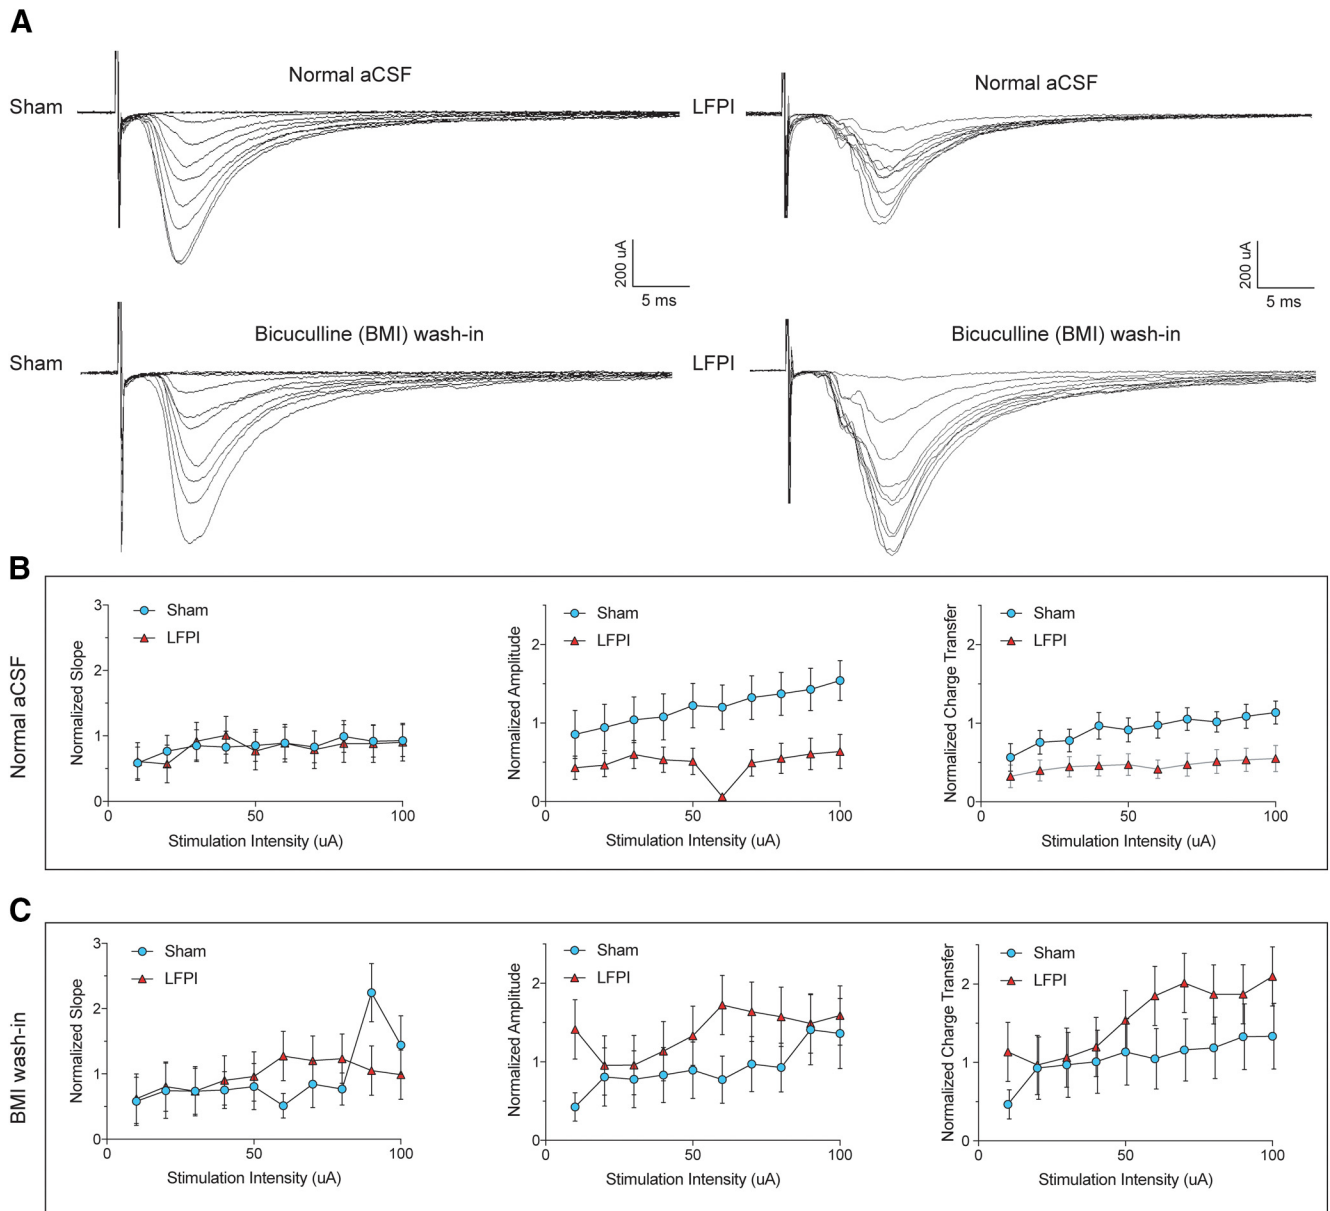 A
Normal aCSF
Normal aCSF
Sham
LFPI
200 uA
5 ms
200 uA
5 ms
Bicuculline (BMI) wash-in
Bicuculline (BMI) wash-in
Sham
LFPI
B
Normal aCSF
Normalized Slope
3
2
1
0
0
50
100
Sham
LFPI
Stimulation Intensity (uA)
Normalized Amplitude
2
1
0
0
50
100
Sham
LFPI
Stimulation Intensity (uA)
Normalized Charge Transfer
2
1
0
0
50
100
Sham
LFPI
Stimulation Intensity (uA)
C
BMI wash-in
Normalized Slope
3
2
1
0
0
50
100
Sham
LFPI
Stimulation Intensity (uA)
Normalized Amplitude
2
1
0
0
50
100
Sham
LFPI
Stimulation Intensity (uA)
Normalized Charge Transfer
2
1
0
0
50
100
Sham
LFPI
Stimulation Intensity (uA)